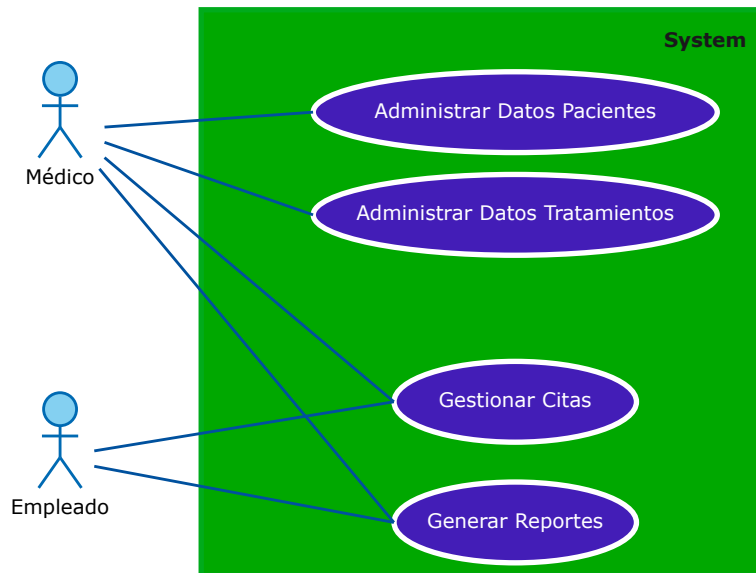 System
Administrar Datos Pacientes
Médico
Administrar Datos Tratamientos
Gestionar Citas
Empleado
Generar Reportes